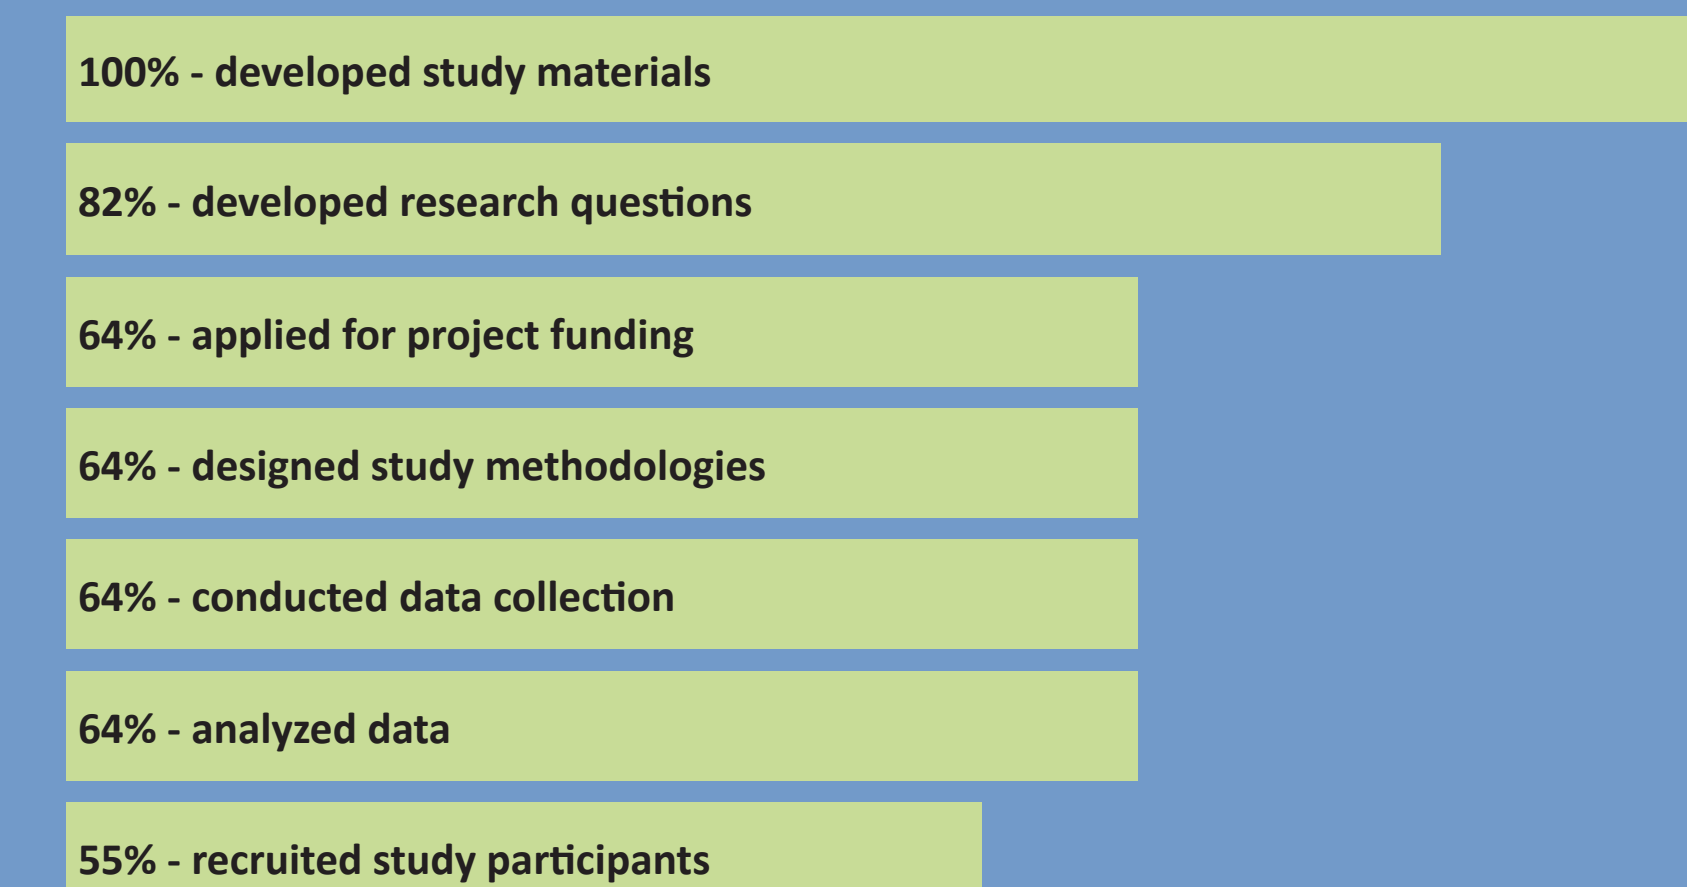 100% - developed study materials
82% - developed research questions
64% - applied for project funding
64% - designed study methodologies
64% - conducted data collection
64% - analyzed data
55% - recruited study participants